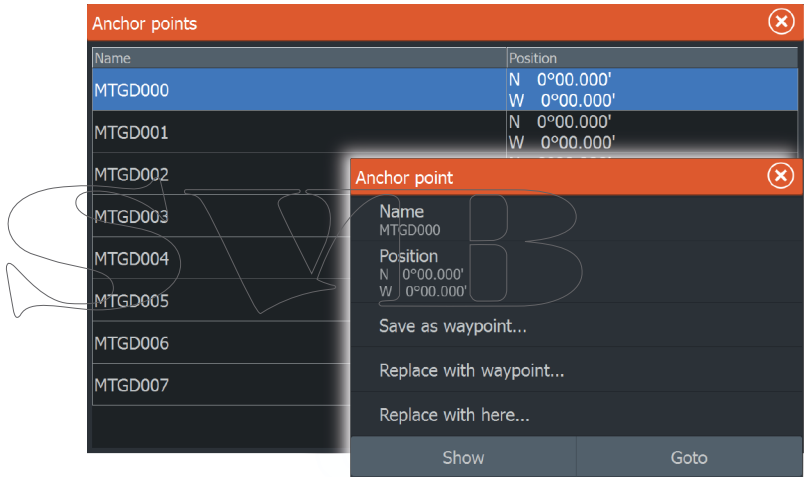 Anchor points
Name Position
MTGD000 N 0°00.000'
W 0°00.000'
MTGD001 N 0°00.000'
W 0°00.000'
MTGD002
MTGD003
MTGD004
MTGD005
MTGD006
MTGD007
Anchor point
Name
MTGD000
Position
N 0°00.000'
W 0°00.000'
Save as waypoint...
Replace with waypoint...
Replace with here...
Show Goto
SVB